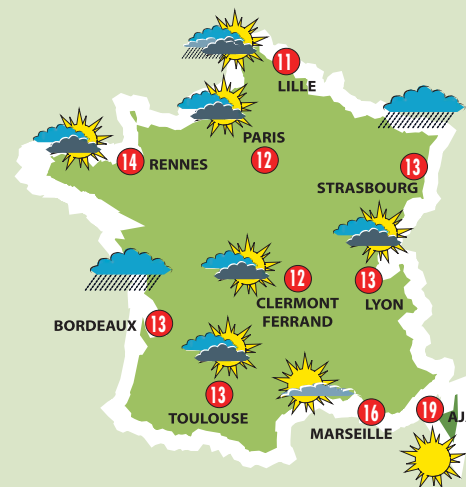 11
LILLE
PARIS
12
14 RENNES
13
STRASBOURG
12
CLERMONT
FERRAND
13
LYON
BORDEAUX 13
13
TOULOUSE
16
MARSEILLE
19